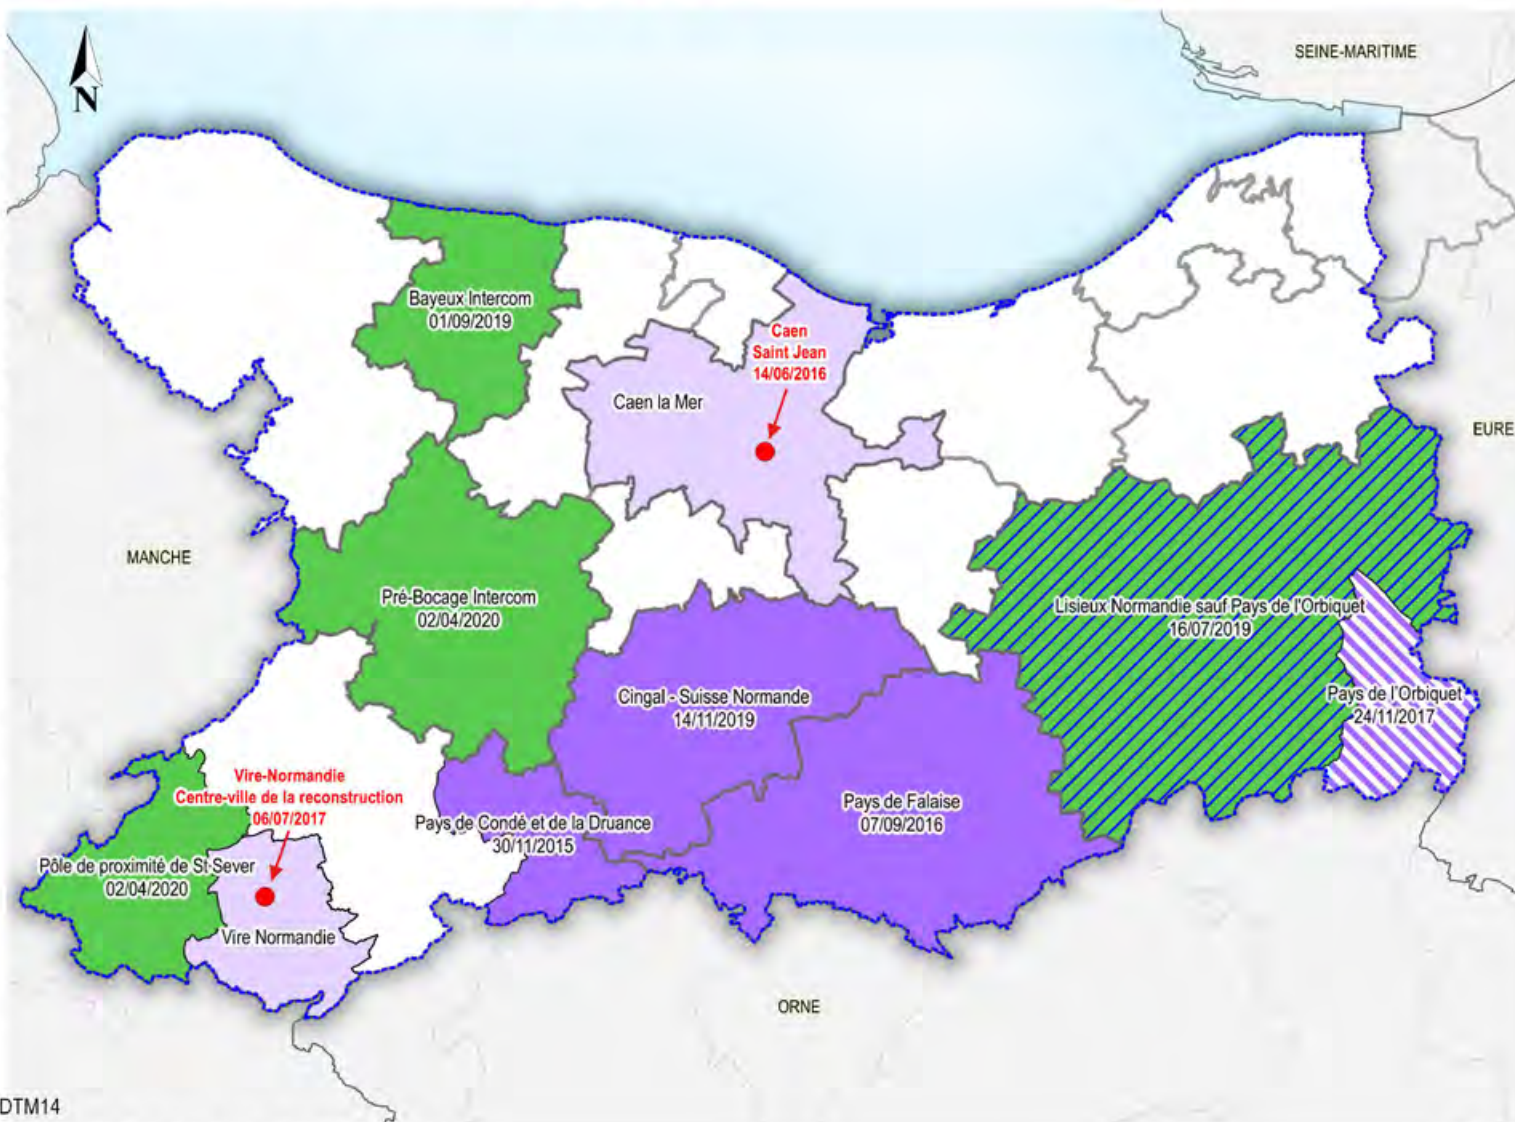 SEINE-MARITIME
N
Bayeux Intercom
01/09/2019
Caen
Saint Jean
14/06/2016
Caen la Mer
EURE
MANCHE
Pré-Bocage Intercom
02/04/2020
Lisieux Normandie sauf Pays de l'Orbiquet
16/07/2019
Cingal - Suisse Normande
14/11/2019
Pays de l'Orbiquet
24/11/2017
Vire-Normandie
Centre-ville de la reconstruction
06/07/2017
Pays de Falaise
07/09/2016
Pays de Condé et de la Druance
30/11/2015
Pôle de proximité de St Sever
02/04/2020
Vire Normandie
ORNE
DTM14